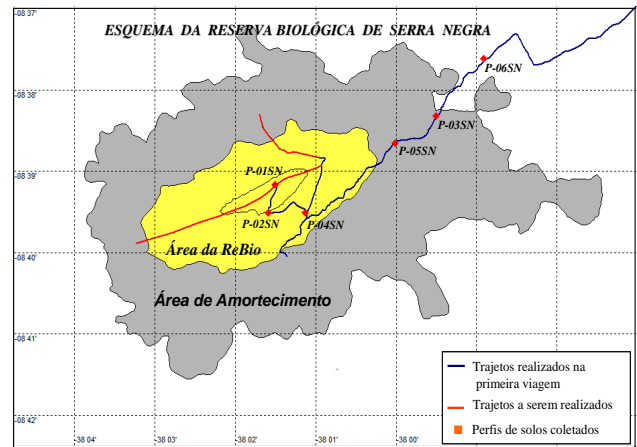 -08 37
ESQUEMA DA RESERVA BIOLÓGICA DE SERRA NEGRA
P-06SN
-08 38
P-03SN
P-05SN
-08 39
P-01SN
P-02SN
P-04SN
Área da ReBio
-08 40
Área de Amortecimento
-08 41
Trajetos realizados na
primeira viagem
Trajetos a serem realizados
Perfis de solos coletados
-08 42
-38 04
-38 03
-38 02
-38 01
-38 00